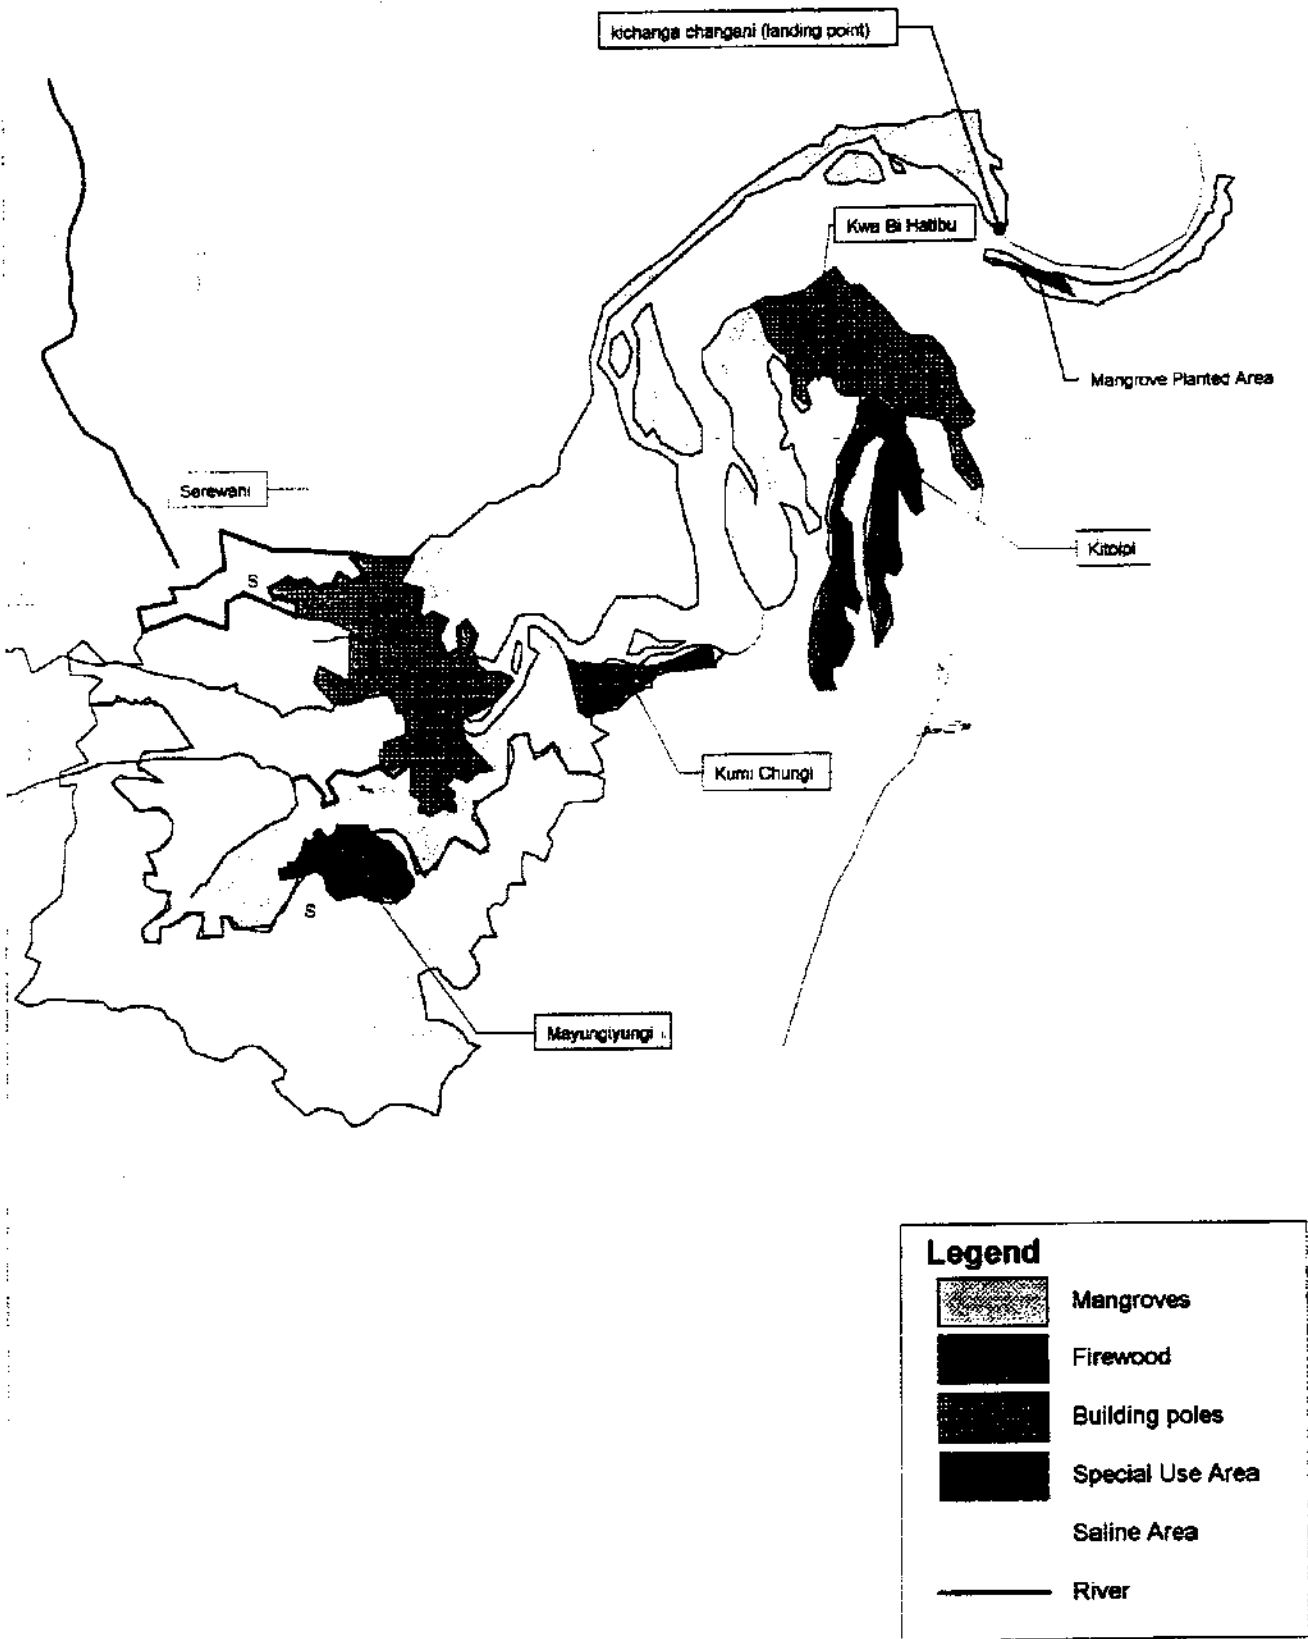 kichanga changani (landing point)
Kwa Bi Hatibu
Mangrove Planted Area
Serewani
S
Kitolpi
Kumi Chungi
S
Mayungiyungi
Legend
Mangroves
Firewood
Building poles
Special Use Area
Saline Area
River